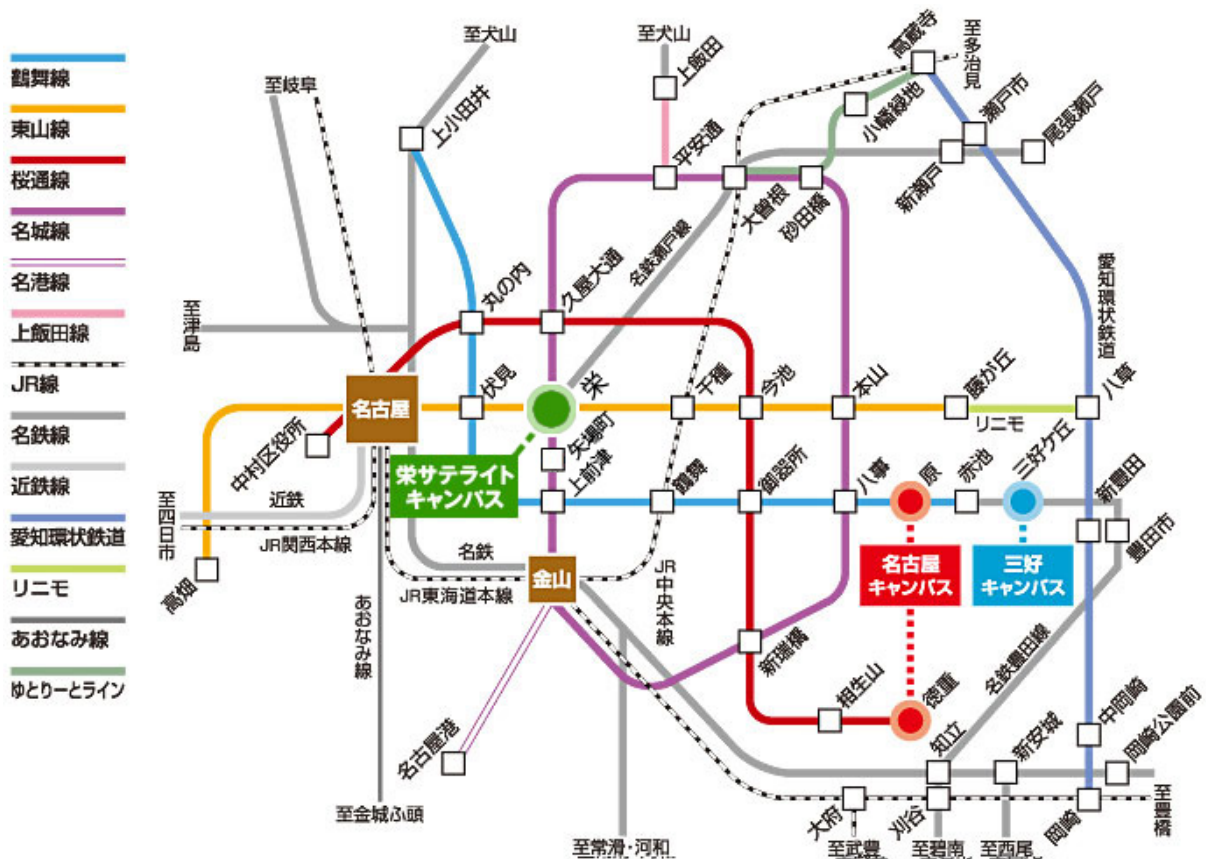 鶴舞線
東山線
桜通線
名城線
名港線
上飯田線
JR線
名鉄線
近鉄線
愛知環状鉄道
リニモ
あおなみ線
ゆとりーとライン
至犬山
至犬山
至岐阜
上小田井
上飯田
平安通
高蔵寺
至多治見
小幡緑地
瀬戸市
尾張瀬戸
新瀬戸
大曽根
砂田橋
名鉄瀬戸線
愛知環状鉄道
至津島
丸の内
久屋大通
名古屋
伏見
栄
千種
今池
本山
藤が丘
リニモ
八草
中村区役所
矢場町
栄サテライト
キャンパス
上前津
鶴舞
御器所
八事
原
赤池
三好ケ丘
新豊田
豊田市
至四日市
近鉄
JR関西本線
高畑
名鉄
JR東海道本線
金山
JR中央本線
名古屋
キャンパス
三好
キャンパス
あおなみ線
新瑞橋
名鉄豊田線
相生山
徳重
名古屋港
知立
新安城
中岡崎
岡崎公園前
至金城ふ頭
大府
刈谷
岡崎
至豊橋
至常滑・河和
至武豊
至碧南
至西尾